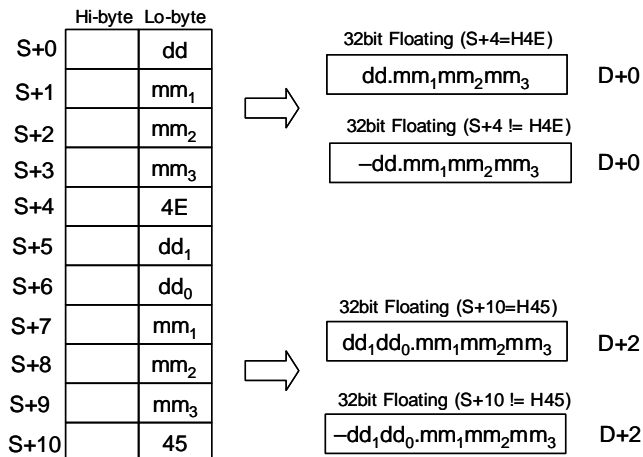 Hi-byte Lo-byte
S+0 dd
S+1 mm₁
S+2 mm₂
S+3 mm₃
S+4 4E
S+5 dd₁
S+6 dd₀
S+7 mm₁
S+8 mm₂
S+9 mm₃
S+10 45
32bit Floating (S+4=H4E)
dd.mm₁mm₂mm₃ D+0
32bit Floating (S+4 != H4E)
–dd.mm₁mm₂mm₃ D+0
32bit Floating (S+10=H45)
dd₁dd₀.mm₁mm₂mm₃ D+2
32bit Floating (S+10 != H45)
–dd₁dd₀.mm₁mm₂mm₃ D+2